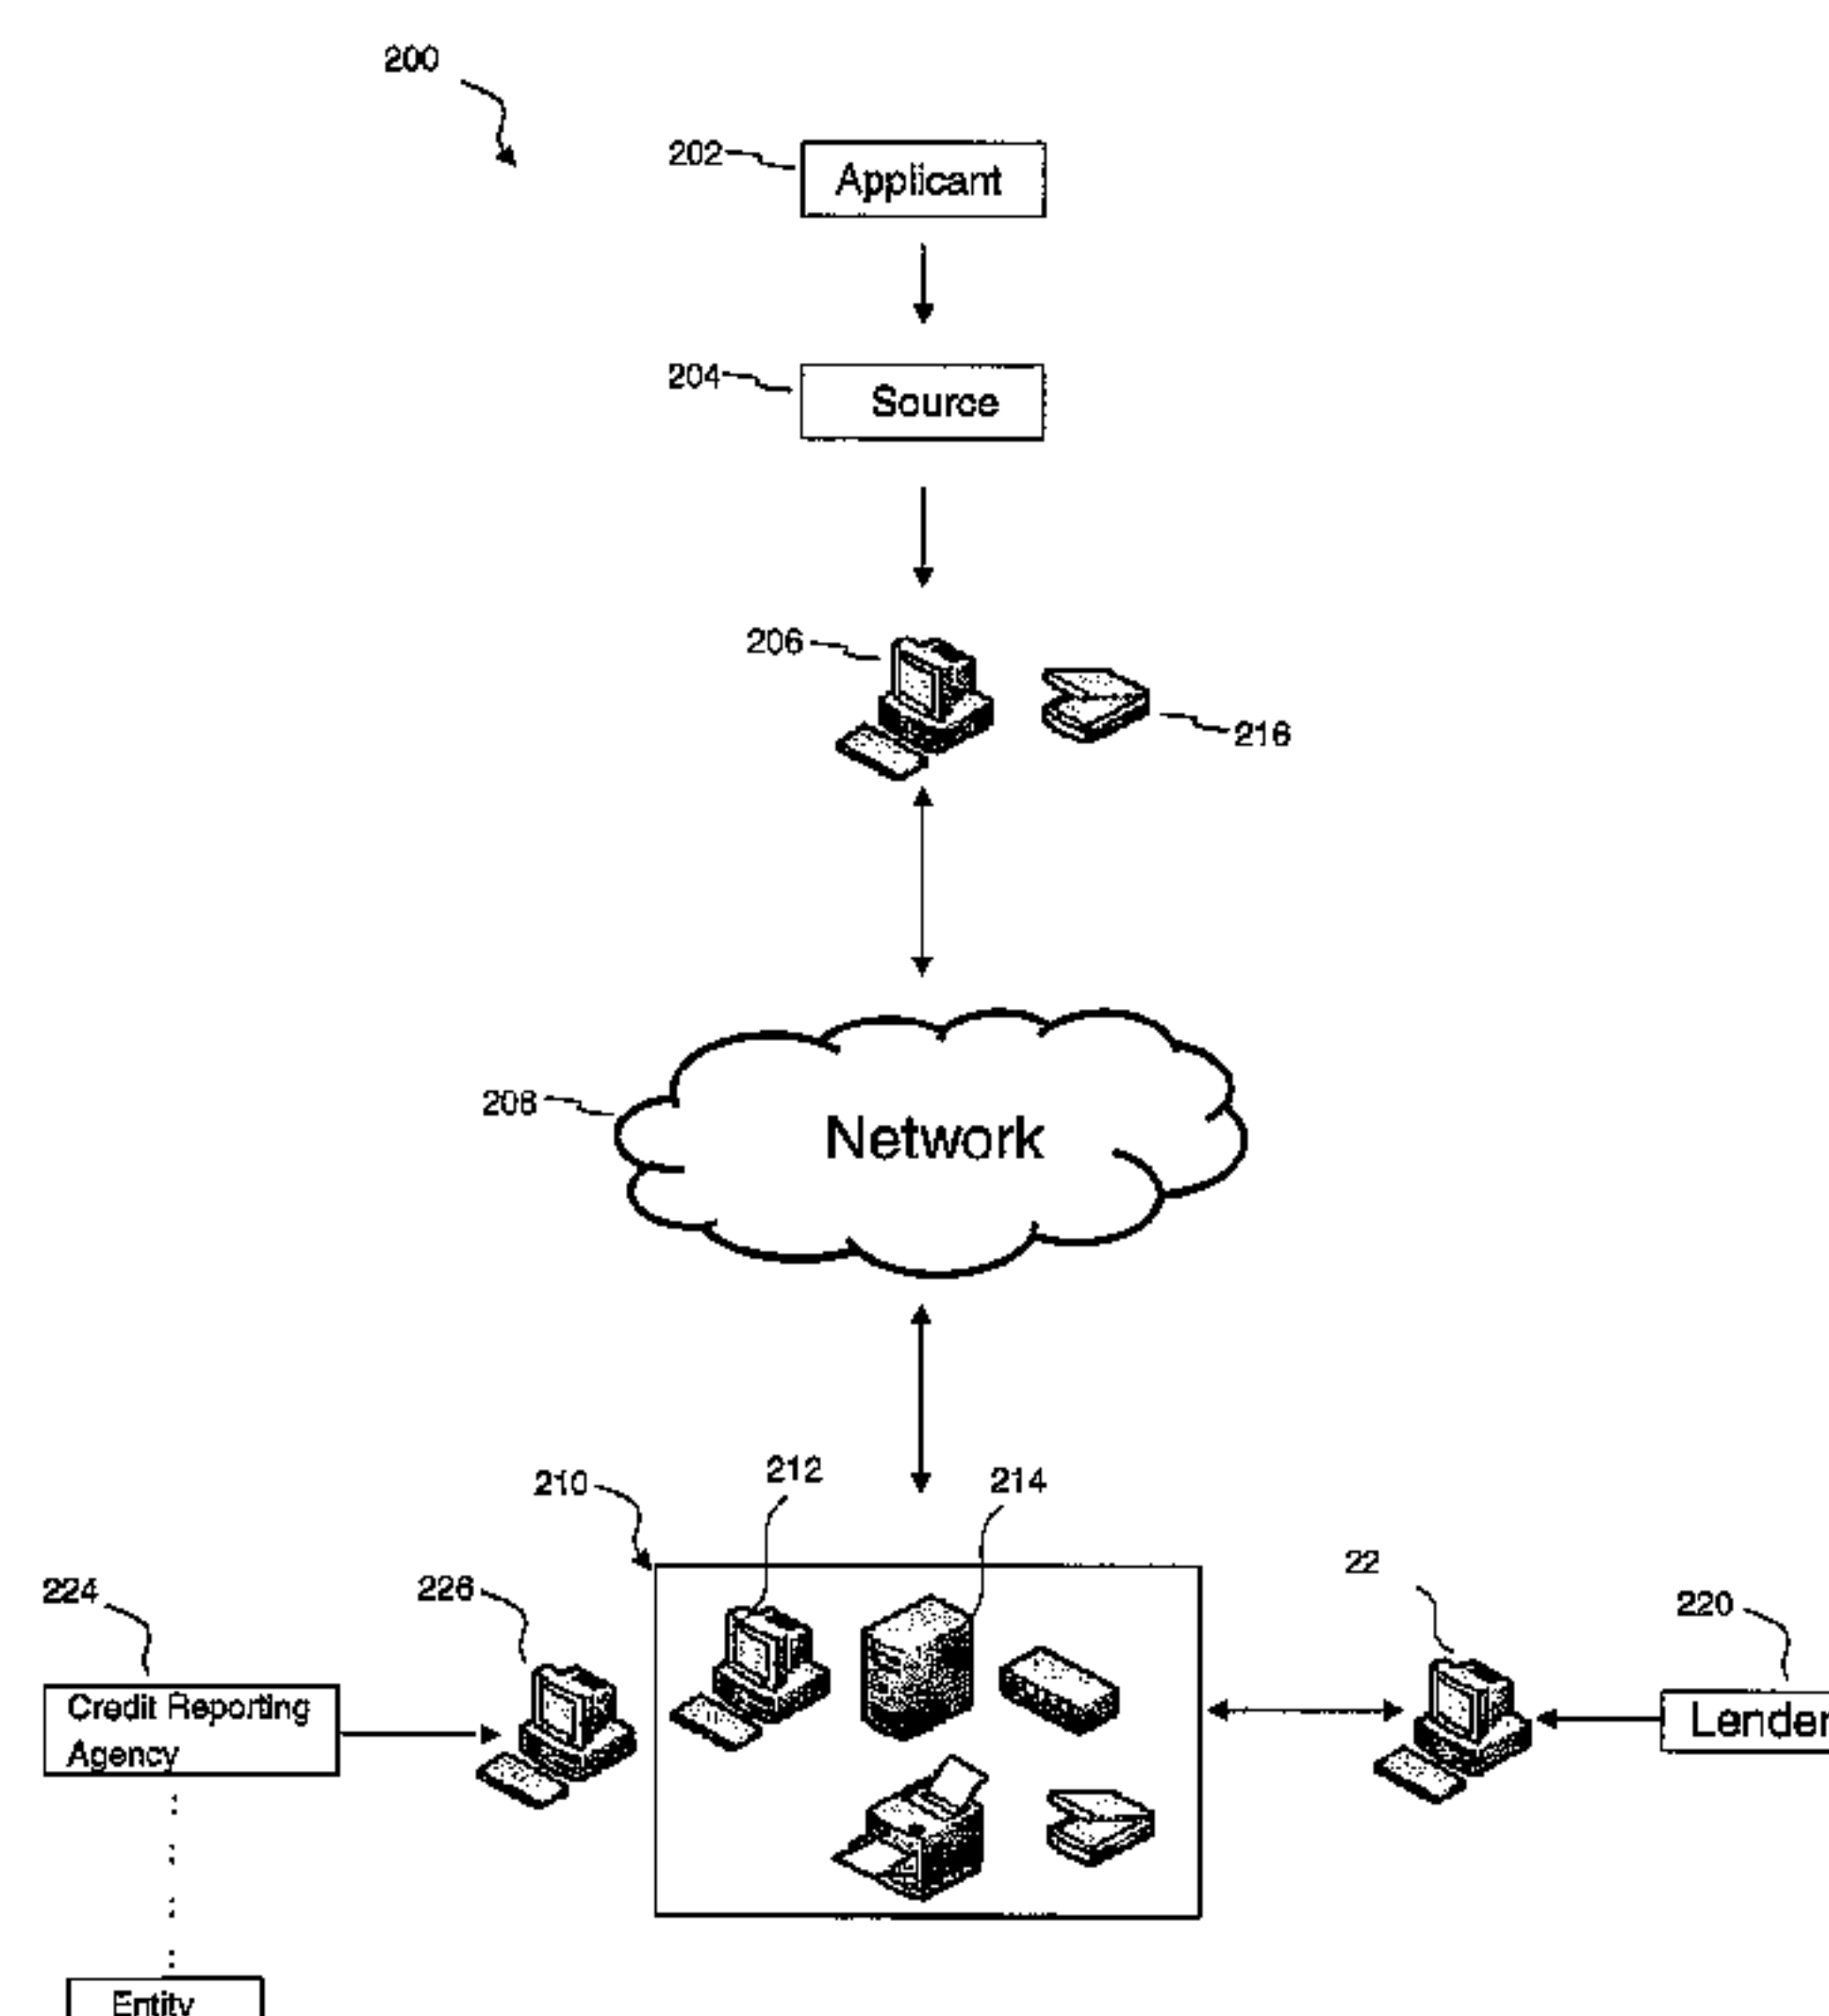 200
202
Applicant
204
Source
206
216
208
Network
210
212
214
224
226
22
220
Credit Reporting
Agency
Lender
Entity